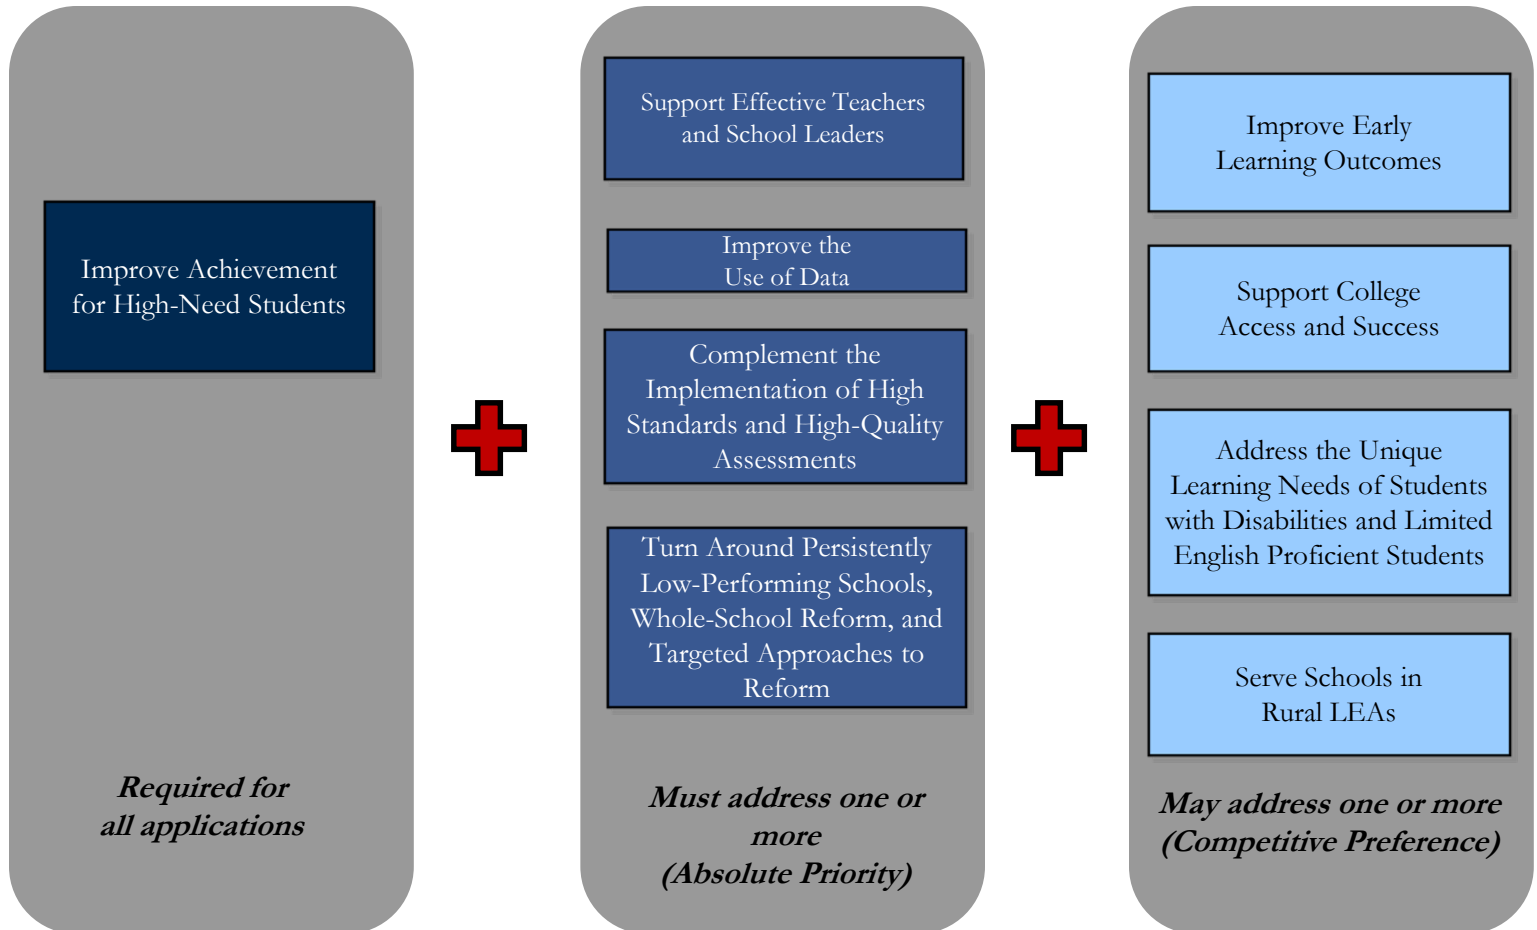 Improve Achievement
for High-Need Students
Required for
all applications
Support Effective Teachers
and School Leaders
Improve the
Use of Data
Complement the
Implementation of High
Standards and High-Quality
Assessments
Turn Around Persistently
Low-Performing Schools,
Whole-School Reform, and
Targeted Approaches to
Reform
Must address one or
more
(Absolute Priority)
Improve Early
Learning Outcomes
Support College
Access and Success
Address the Unique
Learning Needs of Students
with Disabilities and Limited
English Proficient Students
Serve Schools in
Rural LEAs
May address one or more
(Competitive Preference)